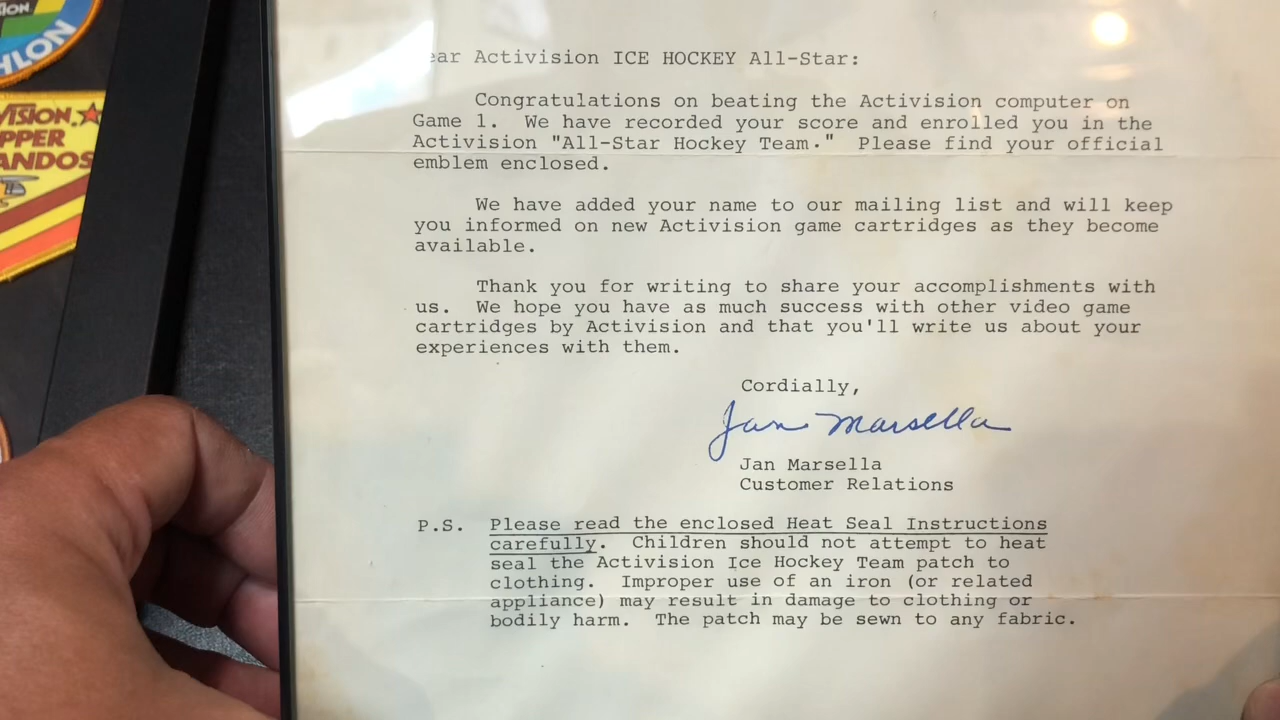 HLON
VISION
PPER
ANDOS
ear Activision ICE HOCKEY All-Star:
Congratulations on beating the Activision computer on
Game 1. We have recorded your score and enrolled you in the
Activision "All-Star Hockey Team." Please find your official
emblem enclosed.
We have added your name to our mailing list and will keep
you informed on new Activision game cartridges as they become
available.
Thank you for writing to share your accomplishments with
us. We hope you have as much success with other video game
cartridges by Activision and that you'll write us about your
experiences with them.
Cordially,
Jan Marsella
Jan Marsella
Customer Relations
P.S. Please read the enclosed Heat Seal Instructions
carefully. Children should not attempt to heat
seal the Activision Ice Hockey Team patch to
clothing. Improper use of an iron (or related
appliance) may result in damage to clothing or
bodily harm. The patch may be sewn to any fabric.